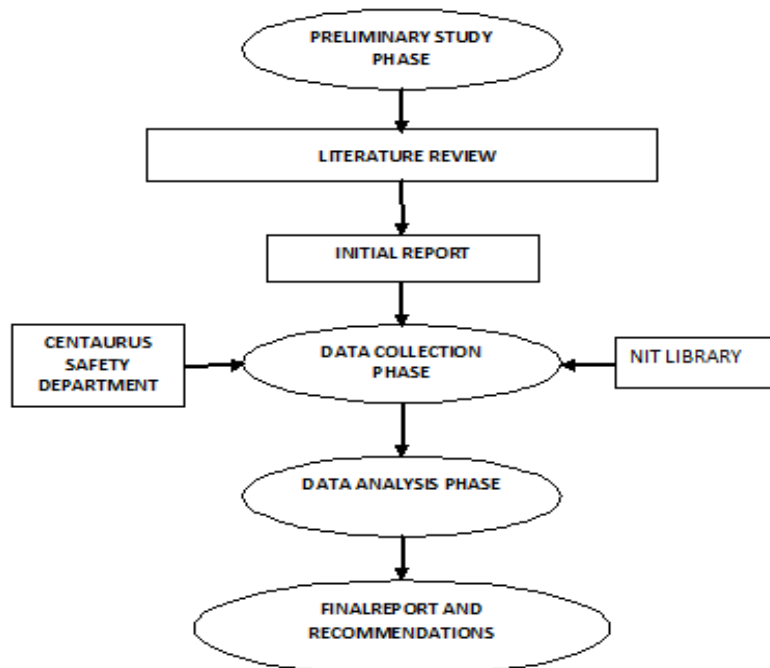 PRELIMINARY STUDY
PHASE
LITERATURE REVIEW
INITIAL REPORT
CENTAURUS
SAFETY
DEPARTMENT
DATA COLLECTION
PHASE
NIT LIBRARY
DATA ANALYSIS PHASE
FINALREPORT AND
RECOMMENDATIONS